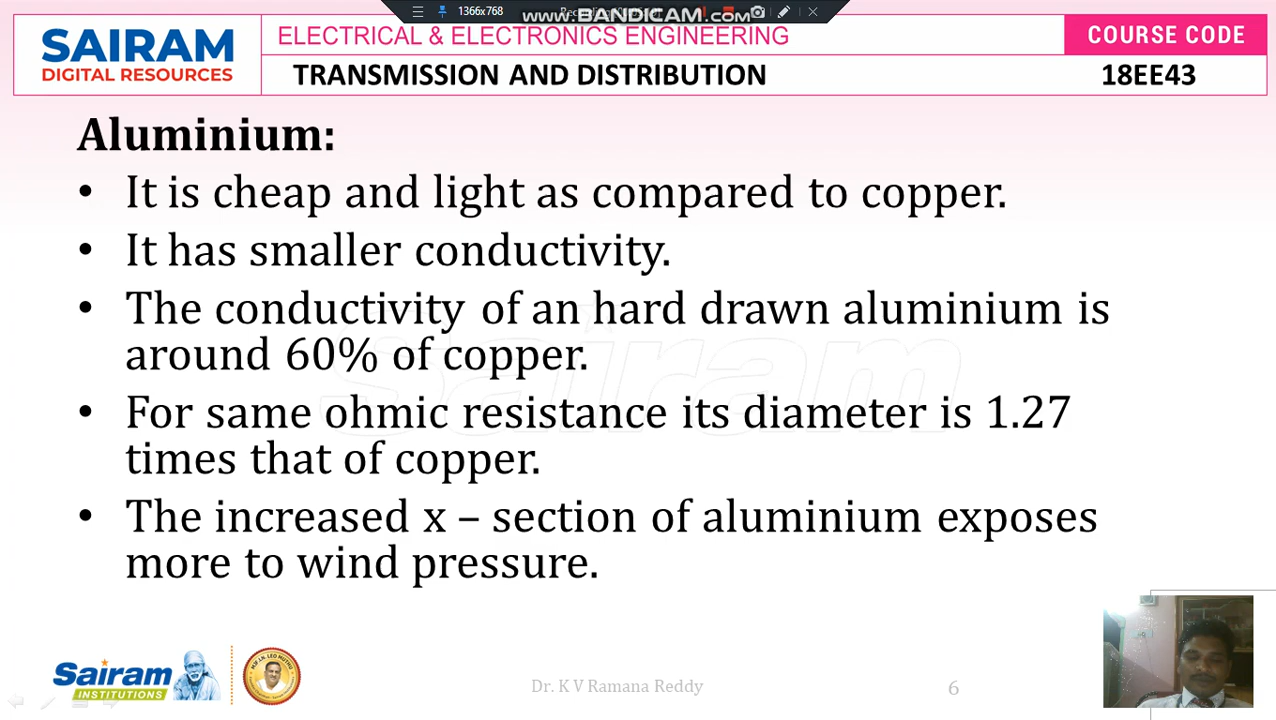 1366x768
www.BANDICAM.com
SAIRAM
DIGITAL RESOURCES
ELECTRICAL & ELECTRONICS ENGINEERING
COURSE CODE
TRANSMISSION AND DISTRIBUTION
18EE43
Aluminium:
• It is cheap and light as compared to copper.
• It has smaller conductivity.
• The conductivity of an hard drawn aluminium is
around 60% of copper.
• For same ohmic resistance its diameter is 1.27
times that of copper.
• The increased x – section of aluminium exposes
more to wind pressure.
Sairam
Sairam
INSTITUTIONS
Dr. K V Ramana Reddy
6